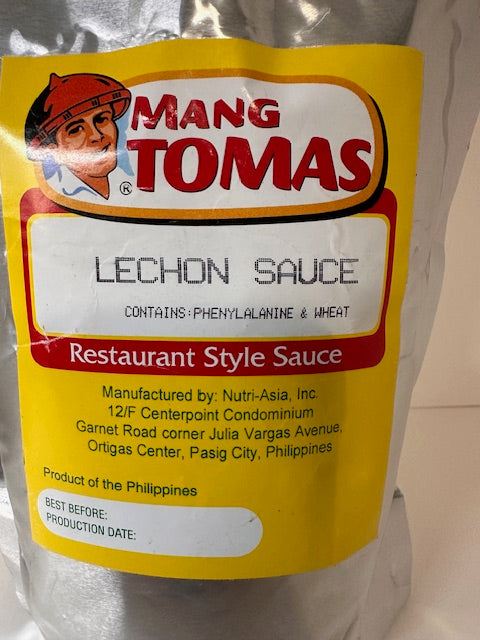 MANG
TOMAS
®
LECHON SAUCE
CONTAINS:PHENYLALANINE & WHEAT
Restaurant Style Sauce
Manufactured by: Nutri-Asia, Inc.
12/F Centerpoint Condominium
Garnet Road corner Julia Vargas Avenue,
Ortigas Center, Pasig City, Philippines
Product of the Philippines
BEST BEFORE:
PRODUCTION DATE: